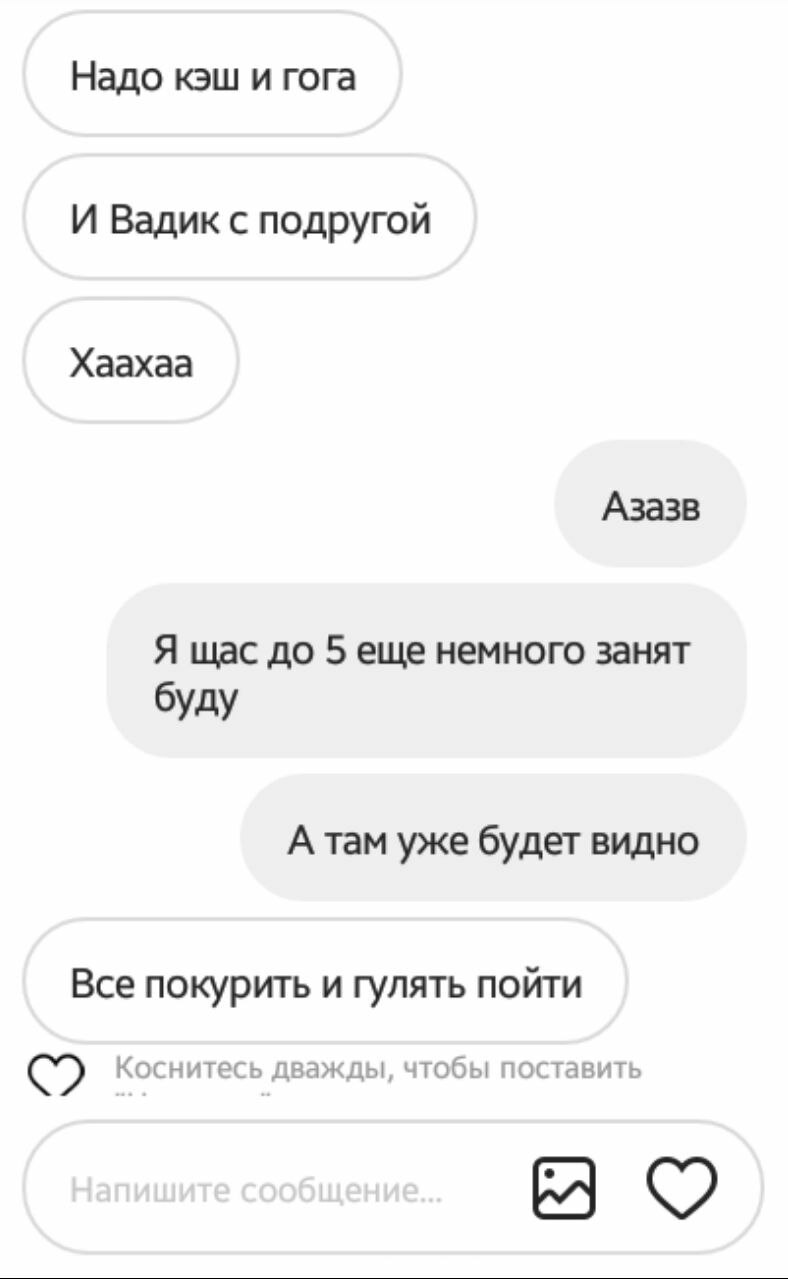 Надо кэш и гога
И Вадик с подругой
Хаахаа
Азазв
Я щас до 5 еще немного занят
буду
А там уже будет видно
Все покурить и гулять пойти
Коснитесь дважды, чтобы поставить
Напишите сообщение...